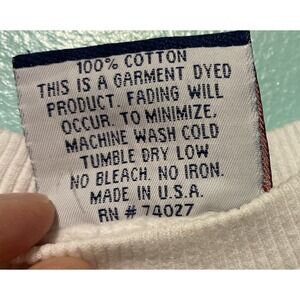 100% COTTON
THIS IS A GARMENT DYED
PRODUCT. FADING WILL
OCCUR. TO MINIMIZE.
MACHINE WASH COLD
TUMBLE DRY LOW
NO BLEACH. NO IRON.
MADE IN U.S.A.
RN # 74027